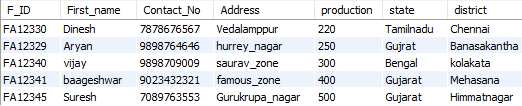 F_ID First_name Contact_No Address production state district
FA12330 Dinesh 7878676567 Vedalamppur 220 Tamilnadu Chennai
FA12329 Aryan 9898764646 hurrey_nagar 250 Gujrat Banasakantha
FA12340 vijay 9898709009 saurav_zone 300 Bengal kolakata
FA12341 baageshwar 9023432321 famous_zone 400 Gujarat Mehasana
FA12345 Suresh 7089763553 Gurukrupa_nagar 500 Gujarat Himmatnagar